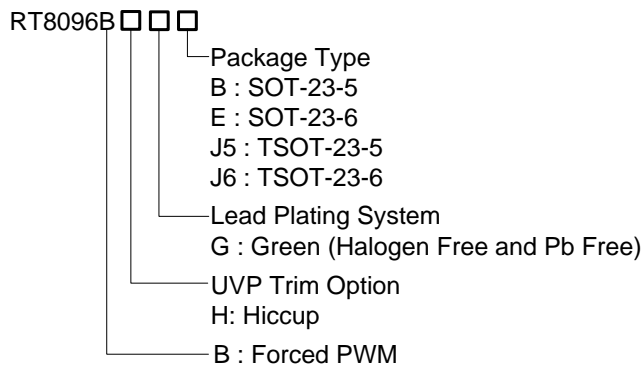 RT8096B
Package Type
B : SOT-23-5
E : SOT-23-6
J5 : TSOT-23-5
J6 : TSOT-23-6
Lead Plating System
G : Green (Halogen Free and Pb Free)
UVP Trim Option
H: Hiccup
B : Forced PWM